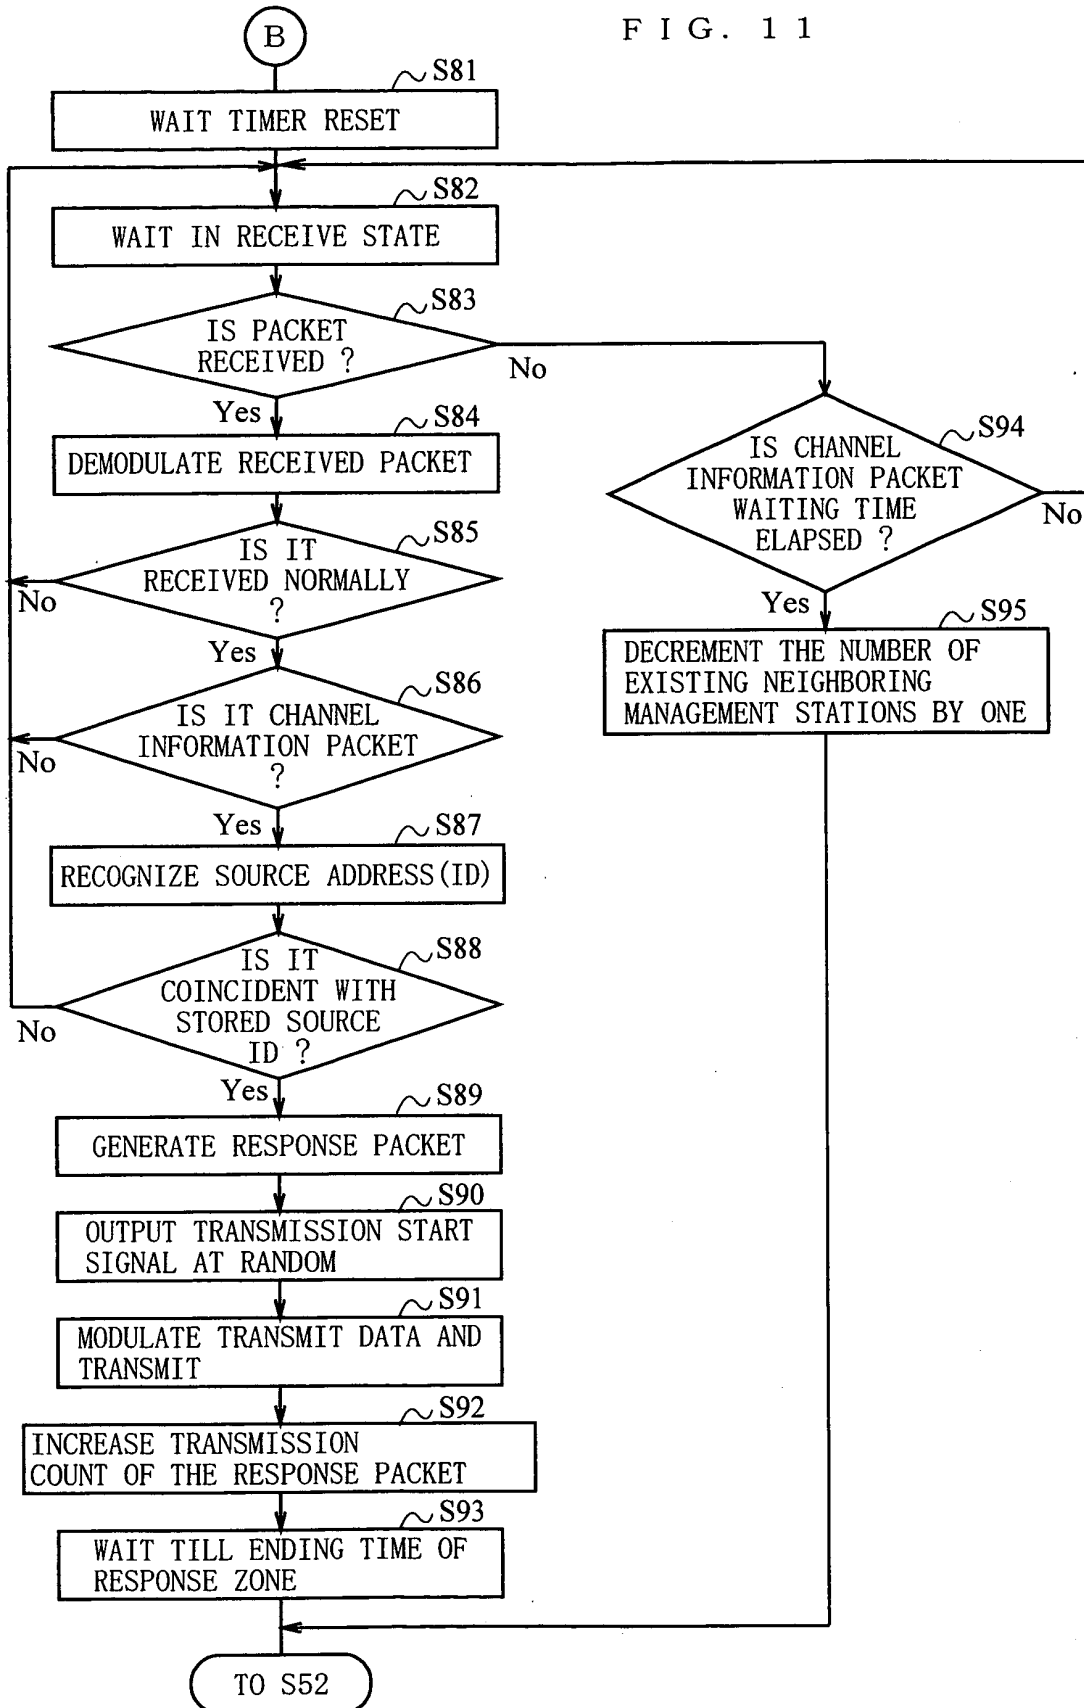 B
F I G. 1 1
S81
WAIT TIMER RESET
S82
WAIT IN RECEIVE STATE
S83
IS PACKET
RECEIVED ?
No
Yes
S84
DEMODULATE RECEIVED PACKET
S85
IS IT
RECEIVED NORMALLY
?
No
Yes
S86
IS IT CHANNEL
INFORMATION PACKET
?
No
Yes
S87
RECOGNIZE SOURCE ADDRESS(ID)
S88
IS IT
COINCIDENT WITH
STORED SOURCE
ID ?
No
Yes
S89
GENERATE RESPONSE PACKET
S90
OUTPUT TRANSMISSION START
SIGNAL AT RANDOM
S91
MODULATE TRANSMIT DATA AND
TRANSMIT
S92
INCREASE TRANSMISSION
COUNT OF THE RESPONSE PACKET
S93
WAIT TILL ENDING TIME OF
RESPONSE ZONE
S94
IS CHANNEL
INFORMATION PACKET
WAITING TIME
ELAPSED ?
No
Yes
S95
DECREMENT THE NUMBER OF
EXISTING NEIGHBORING
MANAGEMENT STATIONS BY ONE
TO S52